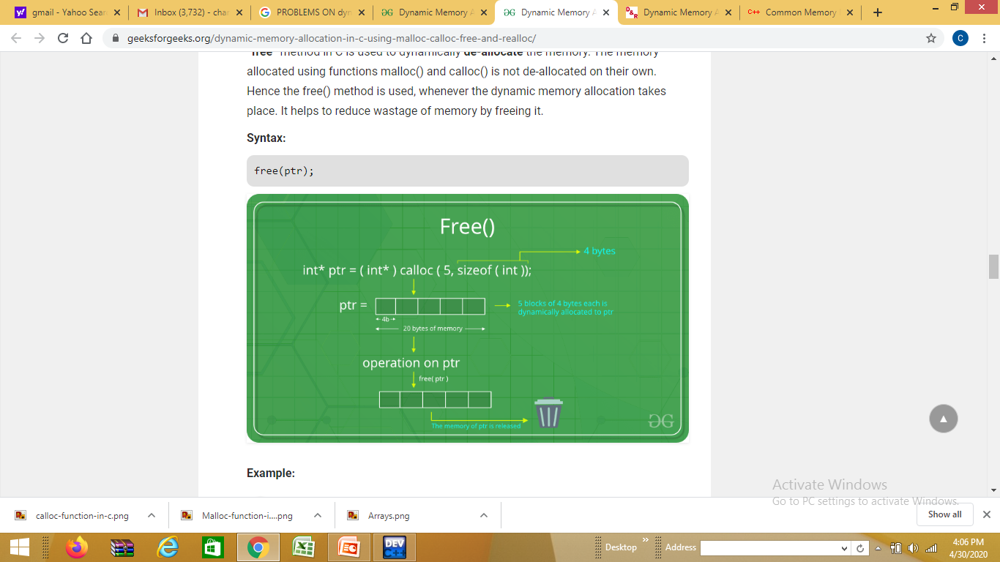 gmail - Yahoo Sear
Inbox (3,732) - char
PROBLEMS ON dyn
Dynamic Memory A
Dynamic Memory A
Dynamic Memory A
Common Memory
geeksforgeeks.org/dynamic-memory-allocation-in-c-using-malloc-calloc-free-and-realloc/
C
"free" method in C is used to dynamically de-allocate the memory. The memory
allocated using functions malloc() and calloc() is not de-allocated on their own.
Hence the free() method is used, whenever the dynamic memory allocation takes
place. It helps to reduce wastage of memory by freeing it.
Syntax:
free(ptr);
Free()
4 bytes
int* ptr = ( int* ) calloc ( 5, sizeof ( int ));
ptr =
5 blocks of 4 bytes each is
dynamically allocated to ptr
4b
20 bytes of memory
operation on ptr
free( ptr )
The memory of ptr is released
Example:
Activate Windows
Go to PC settings to activate Windows.
calloc-function-in-c.png
Malloc-function-i....png
Arrays.png
Show all
DEV
Desktop
Address
4:06 PM
4/30/2020